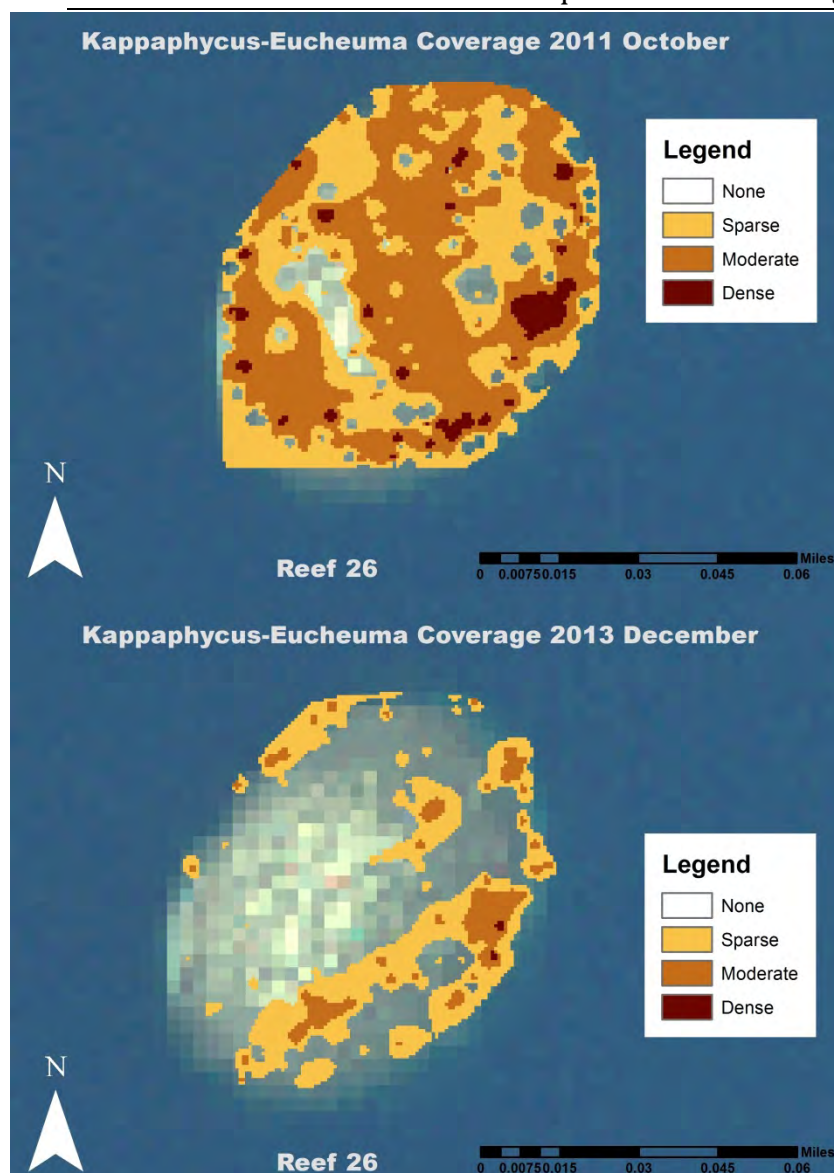 Kappaphycus-Eucheuma Coverage 2011 October
Legend
None
Sparse
Moderate
Dense
N
Reef 26
Miles
0 0.0075 0.015 0.03 0.045 0.06
Kappaphycus-Eucheuma Coverage 2013 December
Legend
None
Sparse
Moderate
Dense
N
Reef 26
Miles
0 0.0075 0.015 0.03 0.045 0.06